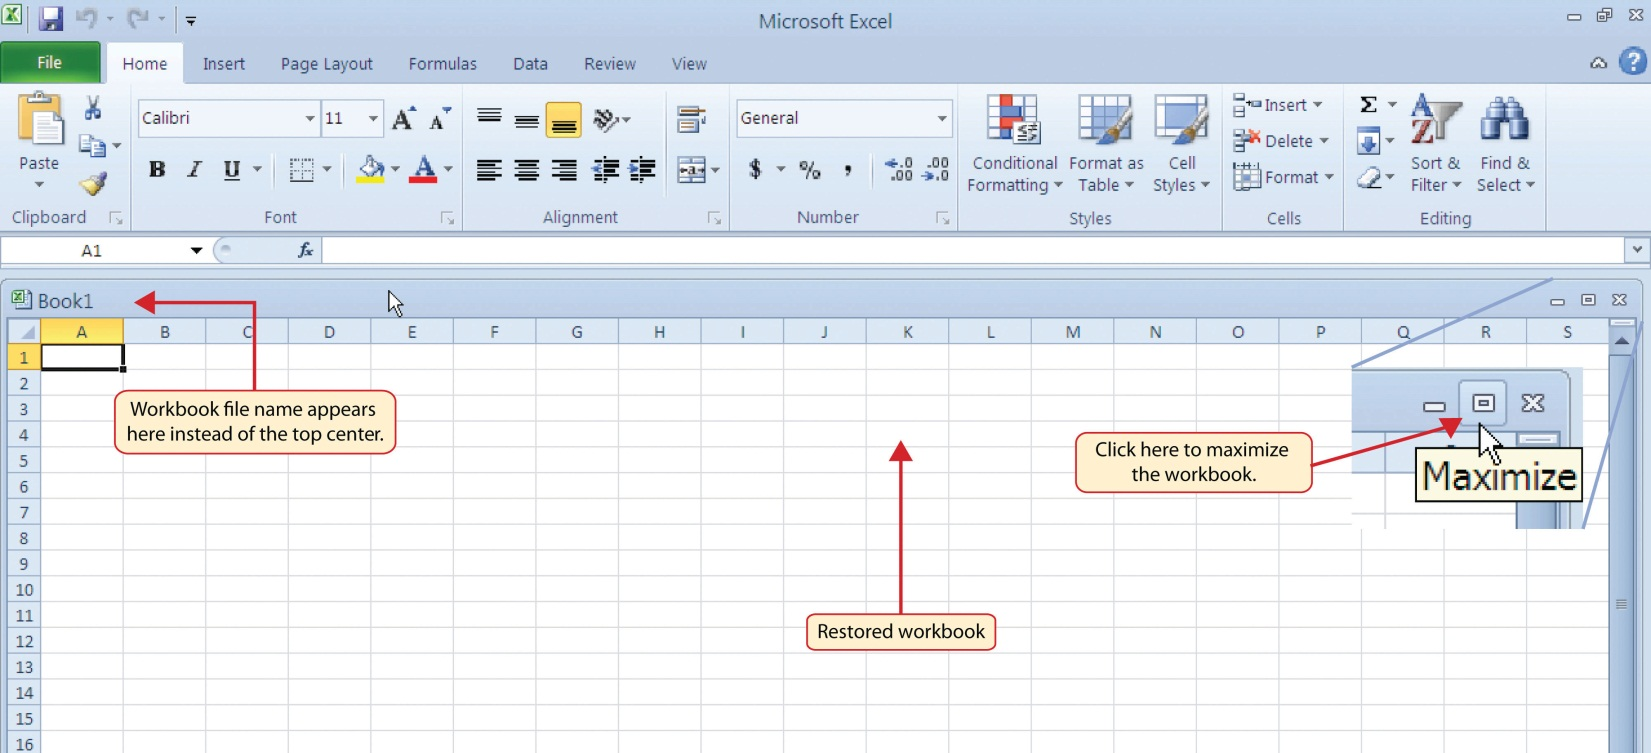 Microsoft Excel
File Home Insert Page Layout Formulas Data Review View
Calibri 11 General Insert
Delete
Paste Conditional Format as Cell Sort & Find &
Formatting Table Styles Format Filter Select
Clipboard Font Alignment Number Styles Cells Editing
A1 fx
Book1
A B C D E F G H I J K L M N O P Q R S
1
2
3
4
5
6
7
8
9
10
11
12
13
14
15
16
Workbook file name appears
here instead of the top center.
Click here to maximize
the workbook.
Maximize
Restored workbook